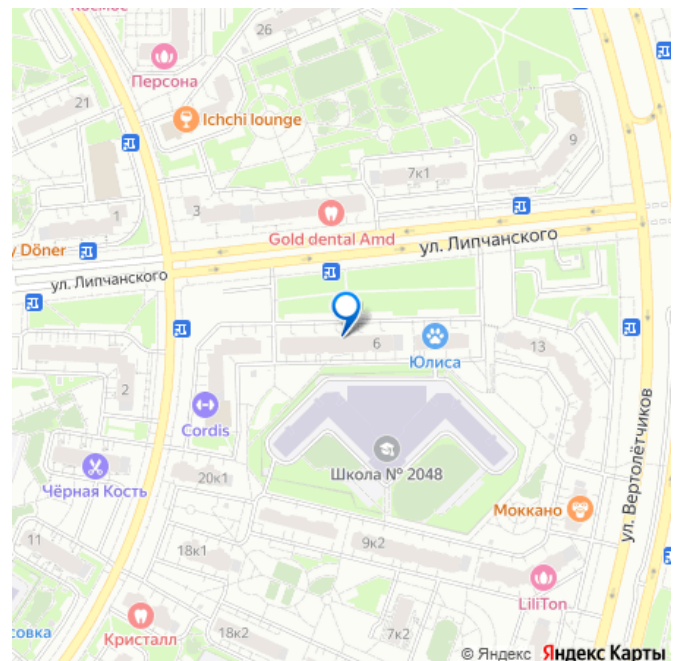 Космос
26
Персона
21
Ichchi lounge
9
7к1
3
1
Gold dental Amd
y Döner
ул. Липчанского
ул. Липчанского
6
Юлиса
13
2
Cordis
ул. Вертолётчиков
Школа № 2048
20к1
Чёрная Кость
Моккано
11
18к1
9к2
LiliTon
совка
Кристалл
18к2
7к2
© Яндекс Яндекс Карты